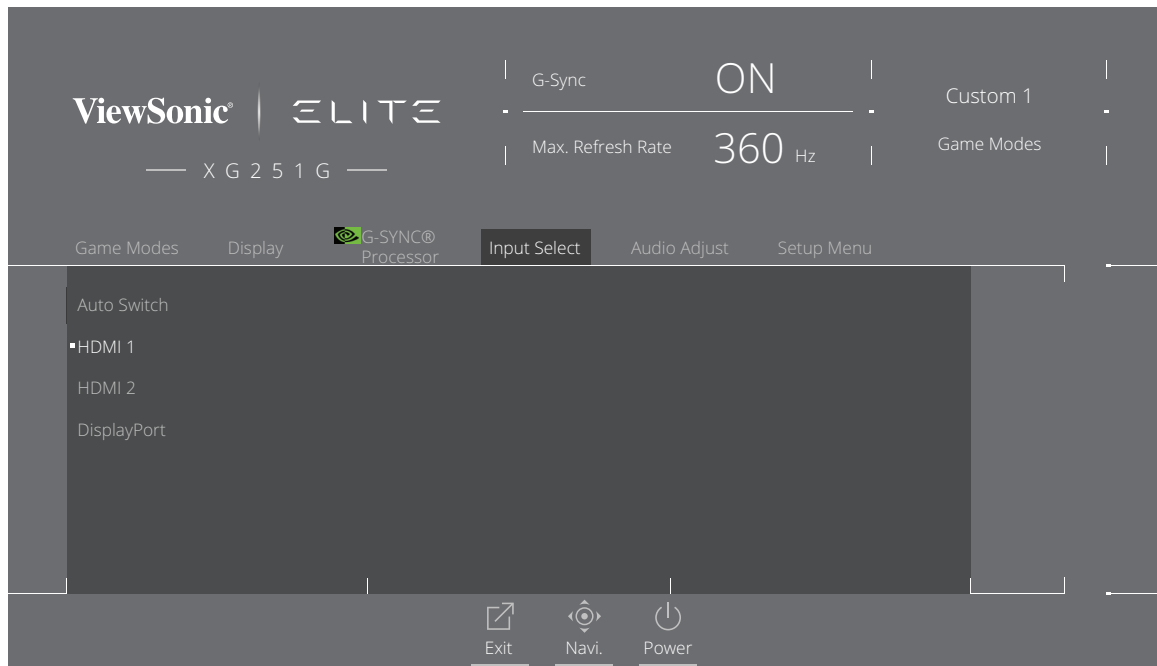 ViewSonic® | ELITE
XG251G
G-Sync ON
Max. Refresh Rate 360 Hz
Custom 1
Game Modes
Game Modes
Display
G-SYNC®
Processor
Input Select
Audio Adjust
Setup Menu
Auto Switch
HDMI 1
HDMI 2
DisplayPort
Exit
Navi.
Power